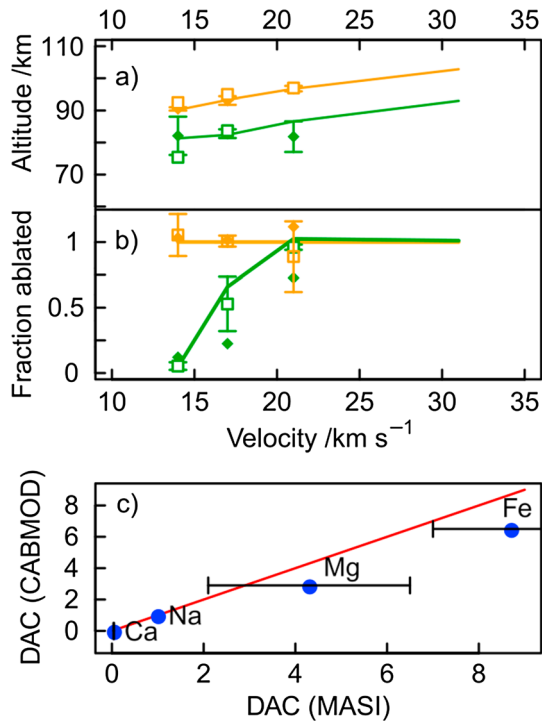 10 15 20 25 30 35
110
90
70
Altitude /km
a)
b)
1
0.5
0
Fraction ablated
10 15 20 25 30 35
Velocity /km s⁻¹
c)
8
6
4
2
0
DAC (CABMOD)
Fe
Mg
Na
Ca
0 2 4 6 8
DAC (MASI)